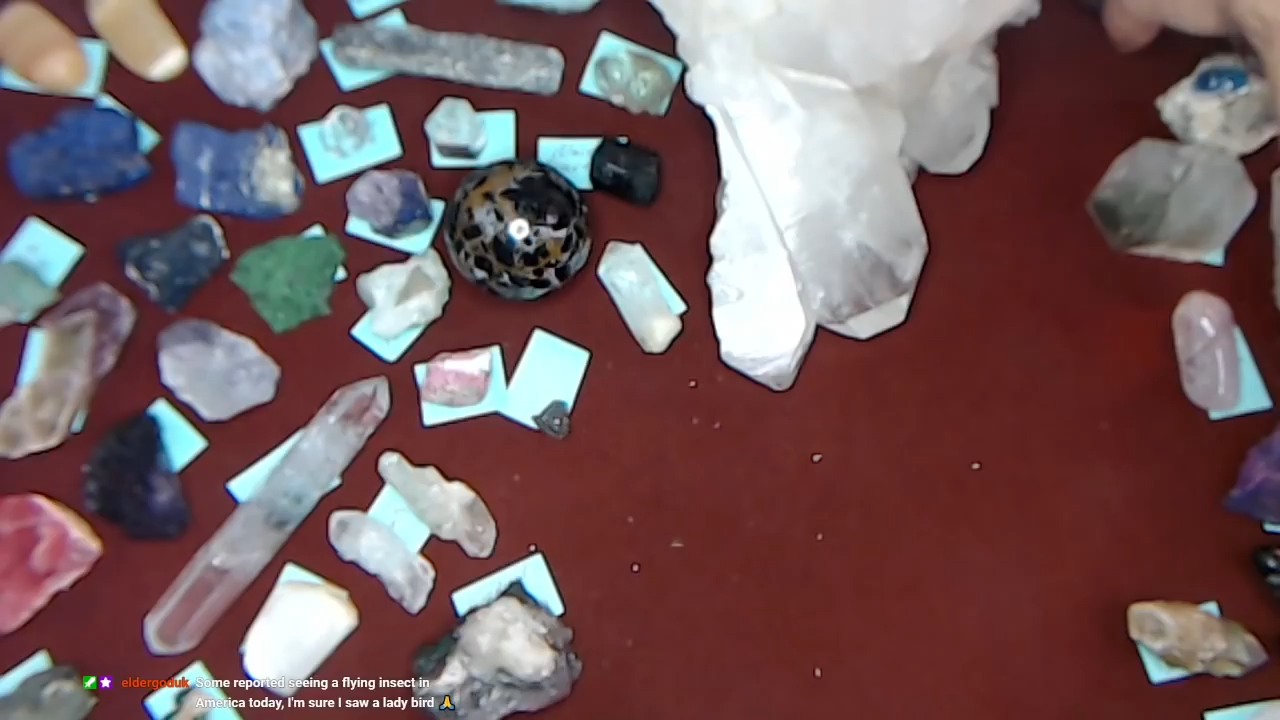 eldergoduk Some reported seeing a flying insect in
America today, I'm sure I saw a lady bird 🙏